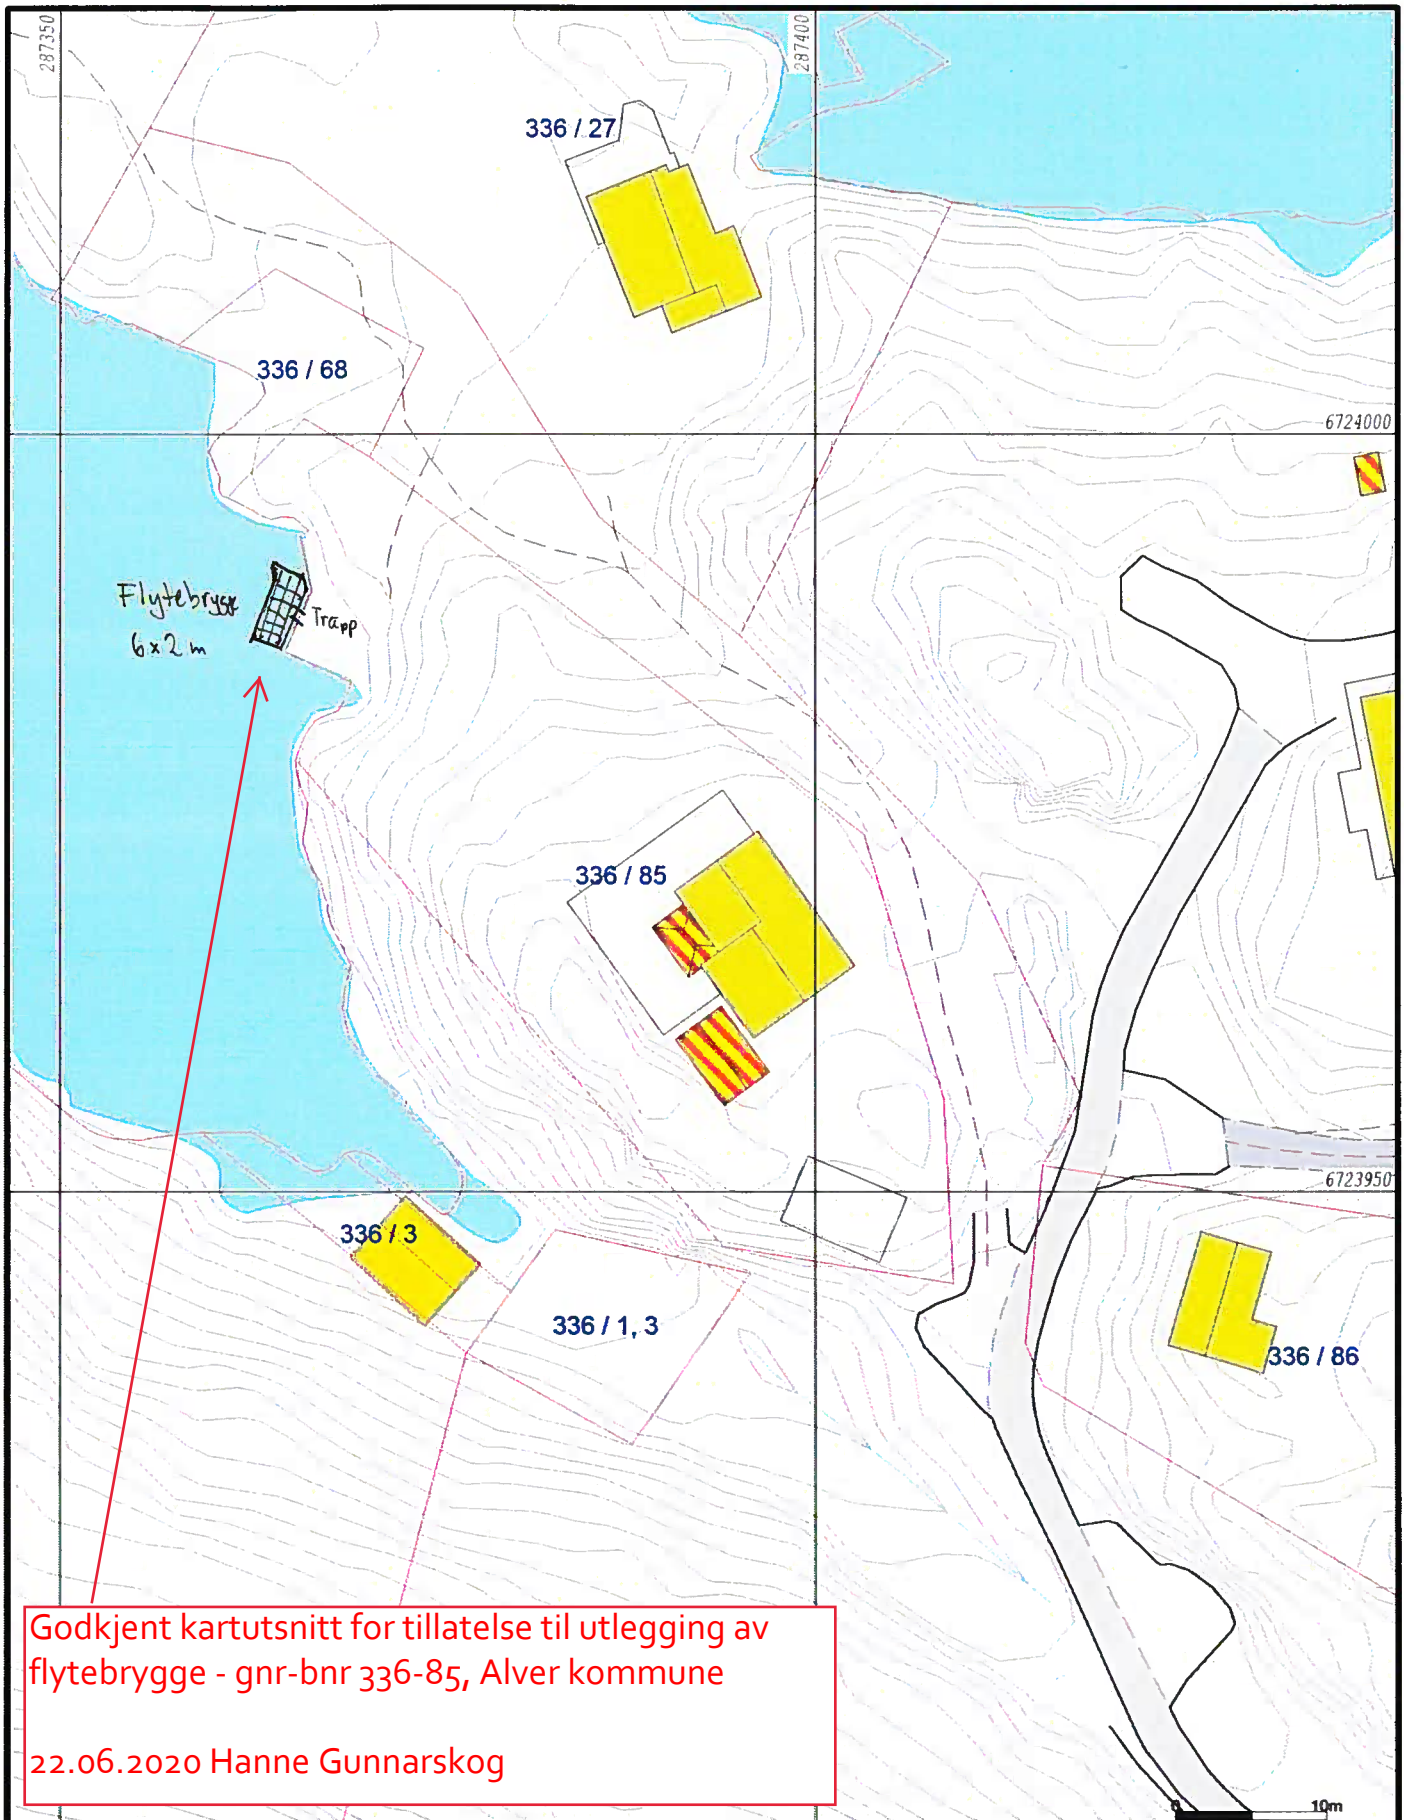 287350
287400
336 / 27
336 / 68
6724000
Flytebrygge
6x2 m
Trapp
336 / 85
6723950
336 / 3
336 / 1, 3
336 / 86
Godkjent kartutsnitt for tillatelse til utlegging av
flytebrygge - gnr-bnr 336-85, Alver kommune
22.06.2020 Hanne Gunnarskog
0 10m